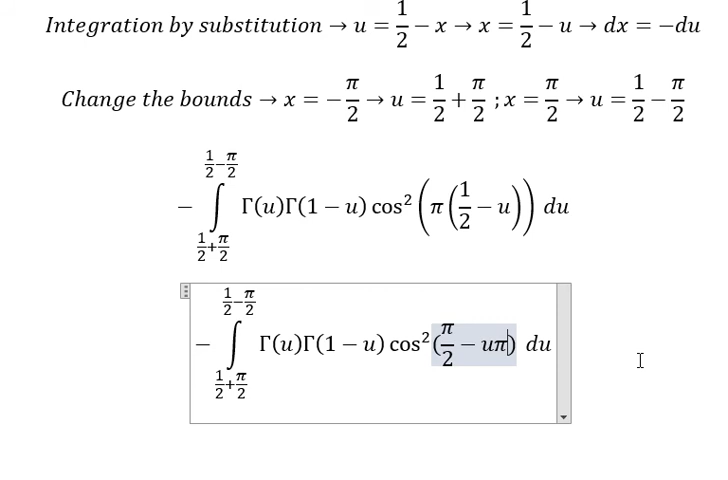 Integration by substitution → u = 1/2 − x → x = 1/2 − u → dx = −du
Change the bounds → x = −π/2 → u = 1/2 + π/2 ; x = π/2 → u = 1/2 − π/2
− ∫_{1/2+π/2}^{1/2−π/2} Γ(u)Γ(1 − u) cos²(π(1/2 − u)) du
− ∫_{1/2+π/2}^{1/2−π/2} Γ(u)Γ(1 − u) cos²(π/2 − uπ) du